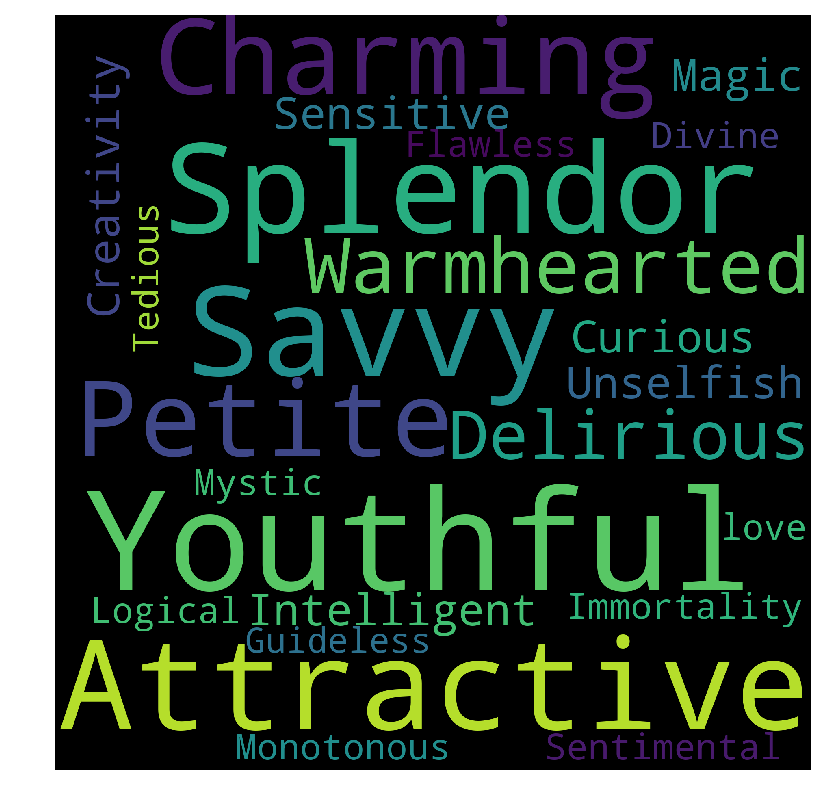 Charming
Magic
Creativity
Sensitive
Divine
Flawless
Splendor
Tedious
Warmhearted
Savvy
Curious
Unselfish
Petite
Delirious
Mystic
Youthful
love
Logical
Intelligent
Immortality
Guideless
Attractive
Monotonous
Sentimental